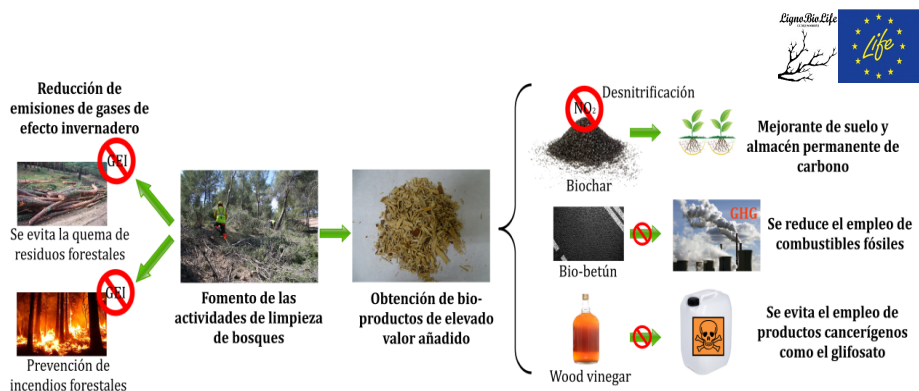 LignoBioLife
Life
Reducción de
emisiones de gases de
efecto invernadero
GEI
Se evita la quema de
residuos forestales
GEI
Prevención de
incendios forestales
Fomento de las
actividades de limpieza
de bosques
Obtención de bio-
productos de elevado
valor añadido
Desnitrificación
NO₂
Biochar
Mejorante de suelo y
almacén permanente de
carbono
Bio-betún
GHG
Se reduce el empleo de
combustibles fósiles
Wood vinegar
Se evita el empleo de
productos cancerígenos
como el glifosato